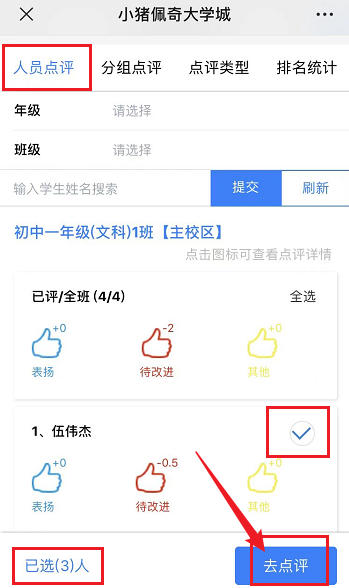 小猪佩奇大学城
人员点评 分组点评 点评类型 排名统计
年级 请选择
班级 请选择
输入学生姓名搜索 提交 刷新
初中一年级(文科)1班【主校区】
点击图标可查看点评详情
已评/全班 (4/4) 全选
+0 -2 +0
表扬 待改进 其他
1、伍伟杰
+0 -0.5 +0
表扬 待改进 其他
已选(3)人 去点评